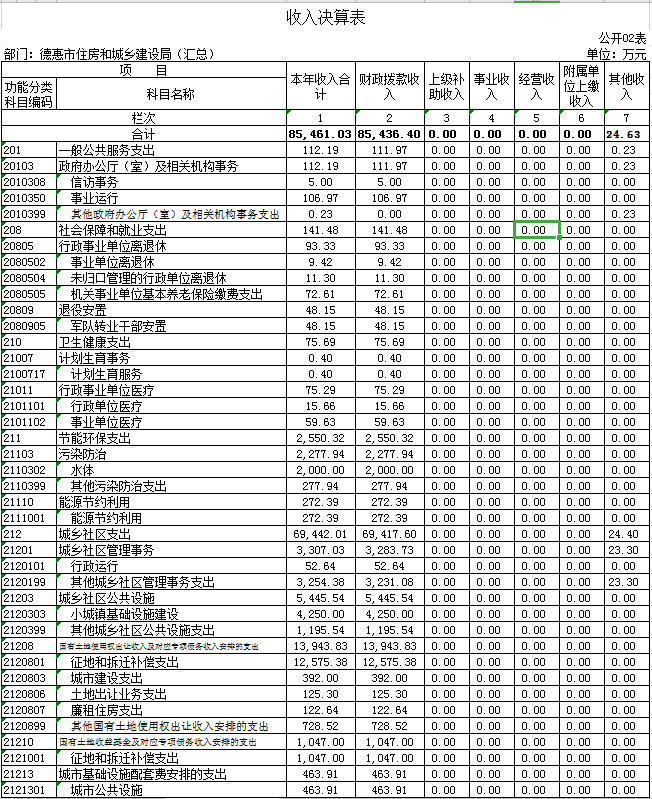 收入决算表
公开02表
部门：德惠市住房和城乡建设局（汇总） 单位：万元
项 目 本年收入合计 财政拨款收入 上级补助收入 事业收入 经营收入 附属单位上缴收入 其他收入
功能分类科目编码 科目名称
栏次 1 2 3 4 5 6 7
合计 85,461.03 85,436.40 0.00 0.00 0.00 0.00 24.63
201 一般公共服务支出 112.19 111.97 0.00 0.00 0.00 0.00 0.23
20103 政府办公厅（室）及相关机构事务 112.19 111.97 0.00 0.00 0.00 0.00 0.23
2010308 信访事务 5.00 5.00 0.00 0.00 0.00 0.00 0.00
2010350 事业运行 106.97 106.97 0.00 0.00 0.00 0.00 0.00
2010399 其他政府办公厅（室）及相关机构事务支出 0.23 0.00 0.00 0.00 0.00 0.00 0.23
208 社会保障和就业支出 141.48 141.48 0.00 0.00 0.00 0.00 0.00
20805 行政事业单位离退休 93.33 93.33 0.00 0.00 0.00 0.00 0.00
2080502 事业单位离退休 9.42 9.42 0.00 0.00 0.00 0.00 0.00
2080504 未归口管理的行政单位离退休 11.30 11.30 0.00 0.00 0.00 0.00 0.00
2080505 机关事业单位基本养老保险缴费支出 72.61 72.61 0.00 0.00 0.00 0.00 0.00
20809 退役安置 48.15 48.15 0.00 0.00 0.00 0.00 0.00
2080905 军队转业干部安置 48.15 48.15 0.00 0.00 0.00 0.00 0.00
210 卫生健康支出 75.69 75.69 0.00 0.00 0.00 0.00 0.00
21007 计划生育事务 0.40 0.40 0.00 0.00 0.00 0.00 0.00
2100717 计划生育服务 0.40 0.40 0.00 0.00 0.00 0.00 0.00
21011 行政事业单位医疗 75.29 75.29 0.00 0.00 0.00 0.00 0.00
2101101 行政单位医疗 15.66 15.66 0.00 0.00 0.00 0.00 0.00
2101102 事业单位医疗 59.63 59.63 0.00 0.00 0.00 0.00 0.00
211 节能环保支出 2,550.32 2,550.32 0.00 0.00 0.00 0.00 0.00
21103 污染防治 2,277.94 2,277.94 0.00 0.00 0.00 0.00 0.00
2110302 水体 2,000.00 2,000.00 0.00 0.00 0.00 0.00 0.00
2110399 其他污染防治支出 277.94 277.94 0.00 0.00 0.00 0.00 0.00
21110 能源节约利用 272.39 272.39 0.00 0.00 0.00 0.00 0.00
2111001 能源节约利用 272.39 272.39 0.00 0.00 0.00 0.00 0.00
212 城乡社区支出 69,442.01 69,417.60 0.00 0.00 0.00 0.00 24.40
21201 城乡社区管理事务 3,307.03 3,283.73 0.00 0.00 0.00 0.00 23.30
2120101 行政运行 52.64 52.64 0.00 0.00 0.00 0.00 0.00
2120199 其他城乡社区管理事务支出 3,254.38 3,231.08 0.00 0.00 0.00 0.00 23.30
21203 城乡社区公共设施 5,445.54 5,445.54 0.00 0.00 0.00 0.00 0.00
2120303 小城镇基础设施建设 4,250.00 4,250.00 0.00 0.00 0.00 0.00 0.00
2120399 其他城乡社区公共设施支出 1,195.54 1,195.54 0.00 0.00 0.00 0.00 0.00
21208 国有土地使用权出让收入及对应专项债务收入安排的支出 13,943.83 13,943.83 0.00 0.00 0.00 0.00 0.00
2120801 征地和拆迁补偿支出 12,575.38 12,575.38 0.00 0.00 0.00 0.00 0.00
2120803 城市建设支出 392.00 392.00 0.00 0.00 0.00 0.00 0.00
2120806 土地出让业务支出 125.30 125.30 0.00 0.00 0.00 0.00 0.00
2120807 廉租住房支出 122.64 122.64 0.00 0.00 0.00 0.00 0.00
2120899 其他国有土地使用权出让收入安排的支出 728.52 728.52 0.00 0.00 0.00 0.00 0.00
21210 国有土地收益基金及对应专项债务收入安排的支出 1,047.00 1,047.00 0.00 0.00 0.00 0.00 0.00
2121001 征地和拆迁补偿支出 1,047.00 1,047.00 0.00 0.00 0.00 0.00 0.00
21213 城市基础设施配套费安排的支出 463.91 463.91 0.00 0.00 0.00 0.00 0.00
2121301 城市公共设施 463.91 463.91 0.00 0.00 0.00 0.00 0.00